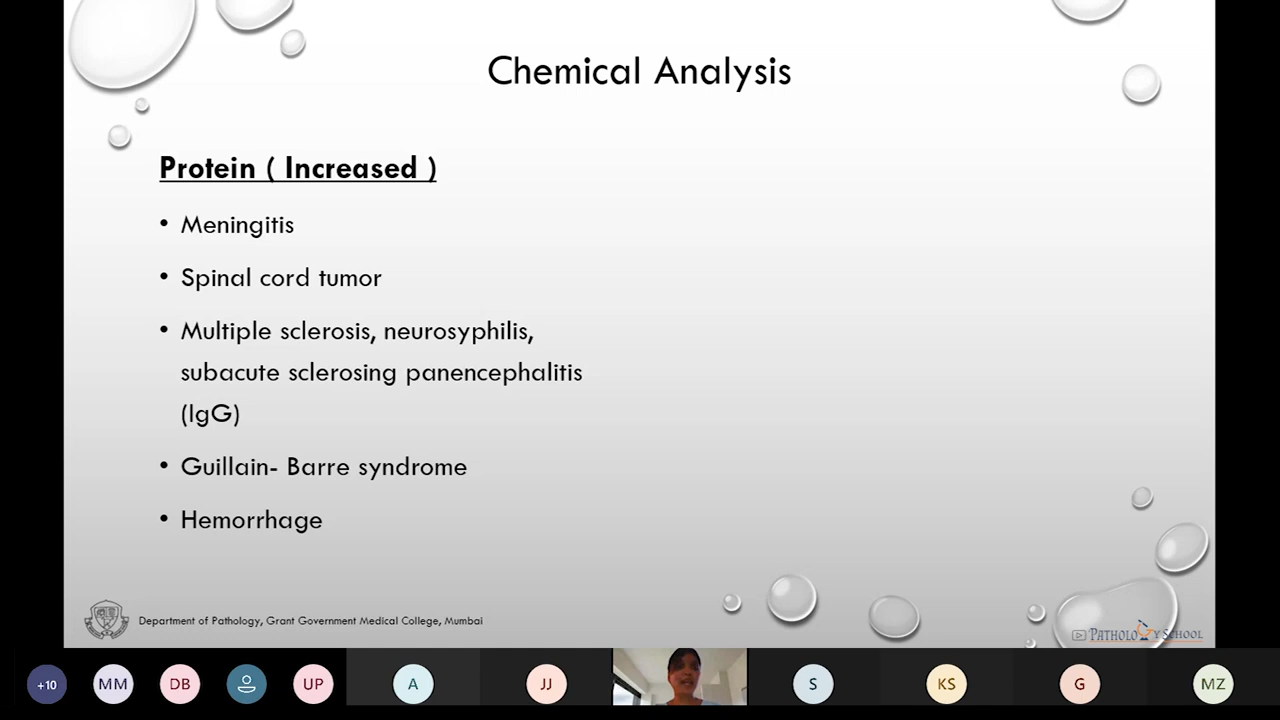 Chemical Analysis
Protein ( Increased )
• Meningitis
• Spinal cord tumor
• Multiple sclerosis, neurosyphilis,
subacute sclerosing panencephalitis
(IgG)
• Guillain- Barre syndrome
• Hemorrhage
Department of Pathology, Grant Government Medical College, Mumbai
PATHOLOGY SCHOOL
+10 MM DB UP A JJ S KS G MZ